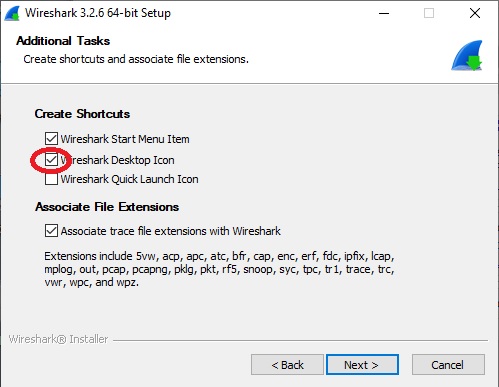 Wireshark 3.2.6 64-bit Setup
Additional Tasks
Create shortcuts and associate file extensions.
Create Shortcuts
Wireshark Start Menu Item
Wireshark Desktop Icon
Wireshark Quick Launch Icon
Associate File Extensions
Associate trace file extensions with Wireshark
Extensions include 5vw, acp, apc, atc, bfr, cap, enc, erf, fdc, ipfix, lcap,
mplog, out, pcap, pcapng, pklg, pkt, rf5, snoop, syc, tpc, tr1, trace, trc,
vwr, wpc, and wpz.
Wireshark® Installer
< Back Next > Cancel